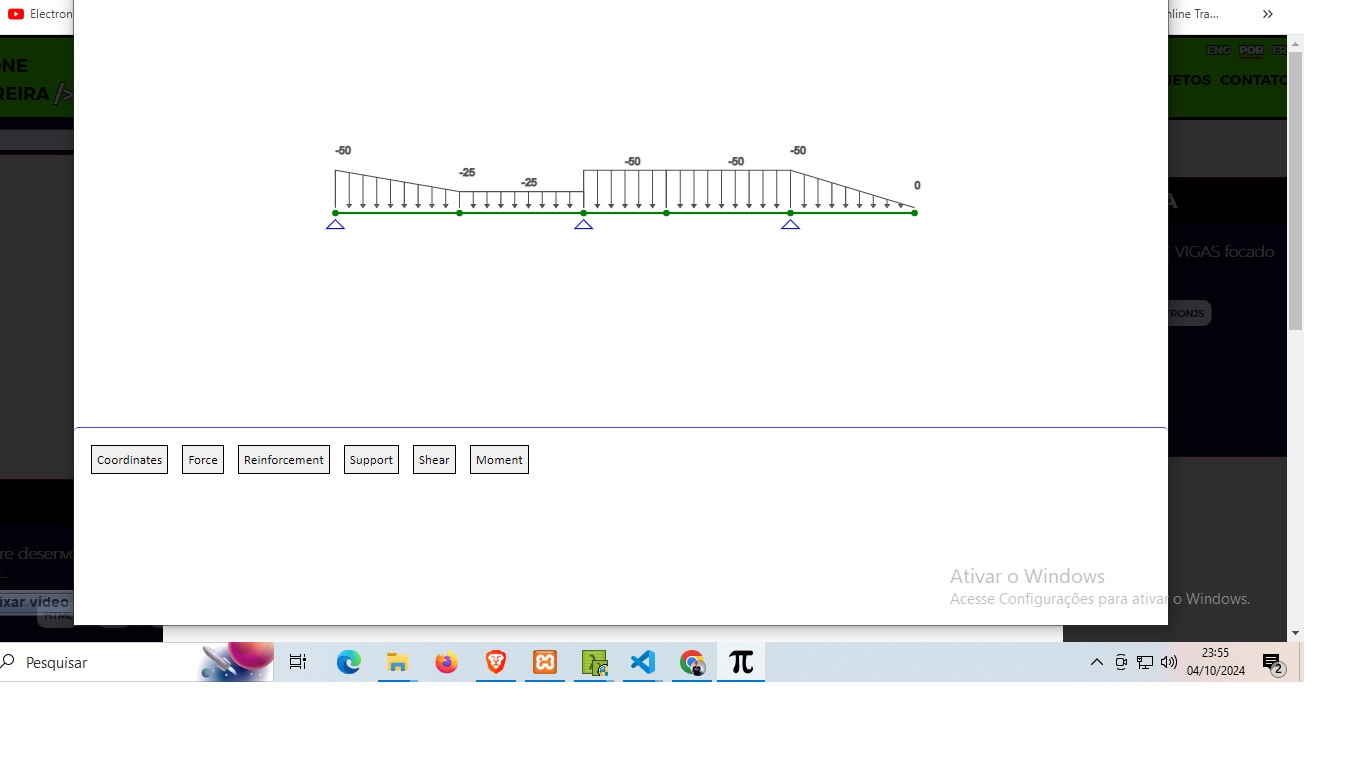 Electron
nline Tra...
»
ONE
ENG POR FR
REIRA />
JETOS CONTATO
-50
-50
-50
-50
-25
-25
0
A
VIGAS focado
RONJS
Coordinates Force Reinforcement Support Shear Moment
re desenvo
...
ixar vídeo
HTML
Ativar o Windows
Acesse Configurações para ativar o Windows.
Pesquisar
π
23:55
04/10/2024
2